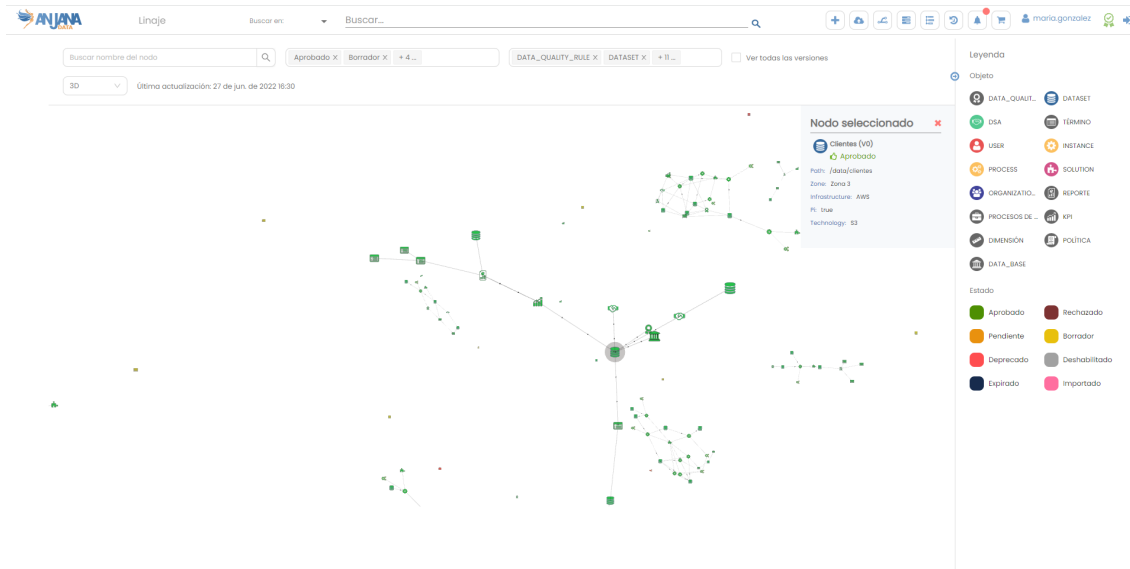 ANJANA
DATA
Linaje
Buscar en:
Buscar...
maría.gonzalez
Buscar nombre del nodo
Aprobado X Borrador X + 4 ...
DATA_QUALITY_RULE X DATASET X + 11 ...
Ver todas las versiones
3D
Última actualización: 27 de jun. de 2022 16:30
Nodo seleccionado
Clientes (V0)
Aprobado
Path: /data/clientes
Zone: Zona 3
Infrastructure: AWS
Pi: true
Technology: S3
Leyenda
Objeto
DATA_QUALIT... DATASET
DSA TÉRMINO
USER INSTANCE
PROCESS SOLUTION
ORGANIZATIO... REPORTE
PROCESOS DE ... KPI
DIMENSIÓN POLÍTICA
DATA_BASE
Estado
Aprobado Rechazado
Pendiente Borrador
Deprecado Deshabilitado
Expirado Importado